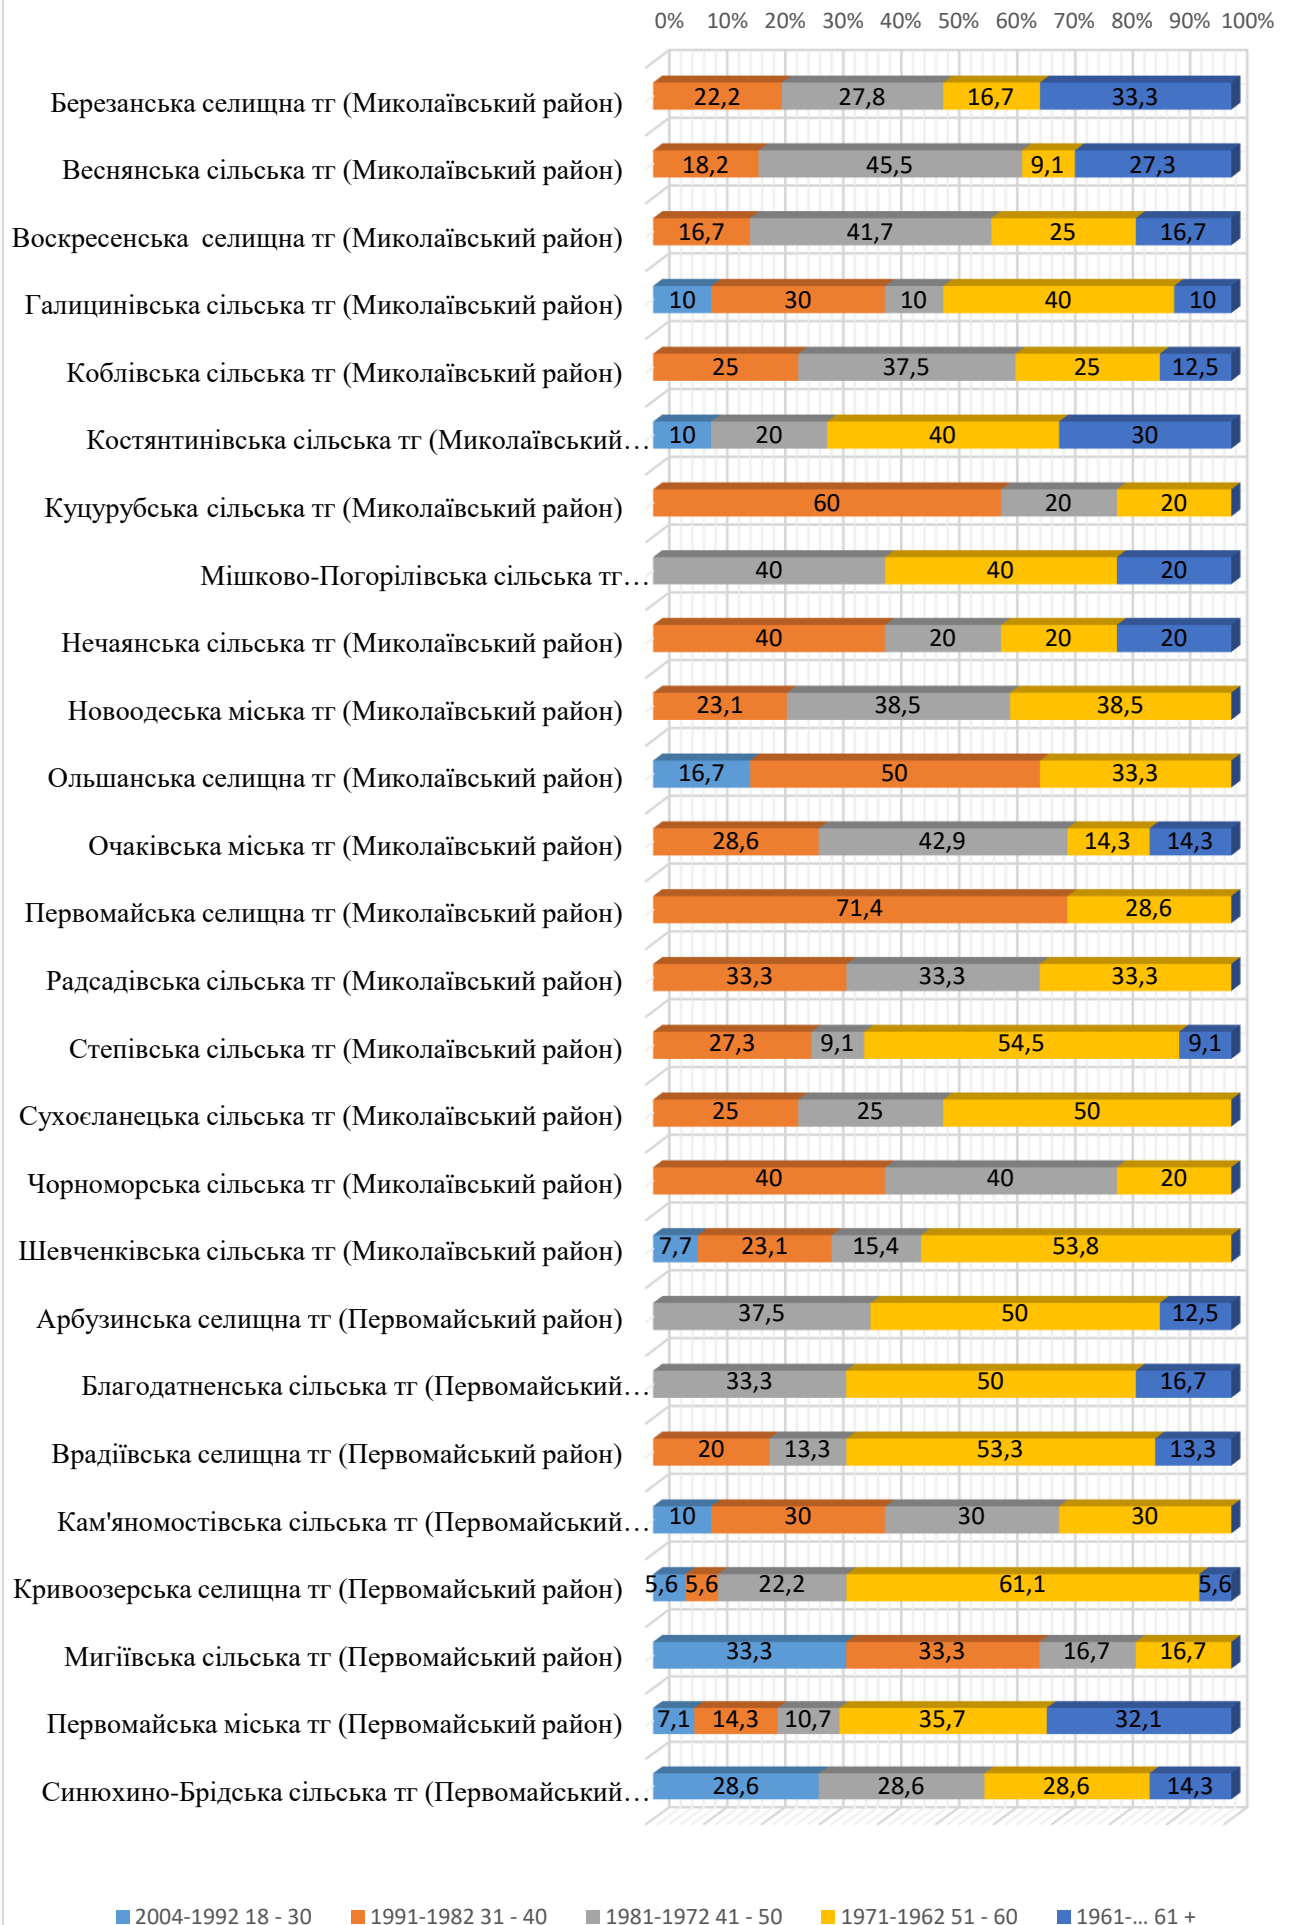 0% 10% 20% 30% 40% 50% 60% 70% 80% 90% 100%
Березанська селищна тг (Миколаївський район) 22,2 27,8 16,7 33,3
Веснянська сільська тг (Миколаївський район) 18,2 45,5 9,1 27,3
Воскресенська селищна тг (Миколаївський район) 16,7 41,7 25 16,7
Галицинівська сільська тг (Миколаївський район) 10 30 10 40 10
Коблівська сільська тг (Миколаївський район) 25 37,5 25 12,5
Костянтинівська сільська тг (Миколаївський… 10 20 40 30
Куцурубська сільська тг (Миколаївський район) 60 20 20
Мішково-Погорілівська сільська тг… 40 40 20
Нечаянська сільська тг (Миколаївський район) 40 20 20 20
Новоодеська міська тг (Миколаївський район) 23,1 38,5 38,5
Ольшанська селищна тг (Миколаївський район) 16,7 50 33,3
Очаківська міська тг (Миколаївський район) 28,6 42,9 14,3 14,3
Первомайська селищна тг (Миколаївський район) 71,4 28,6
Радсадівська сільська тг (Миколаївський район) 33,3 33,3 33,3
Степівська сільська тг (Миколаївський район) 27,3 9,1 54,5 9,1
Сухоєланецька сільська тг (Миколаївський район) 25 25 50
Чорноморська сільська тг (Миколаївський район) 40 40 20
Шевченківська сільська тг (Миколаївський район) 7,7 23,1 15,4 53,8
Арбузинська селищна тг (Первомайський район) 37,5 50 12,5
Благодатненська сільська тг (Первомайський… 33,3 50 16,7
Врадіївська селищна тг (Первомайський район) 20 13,3 53,3 13,3
Кам'яномостівська сільська тг (Первомайський… 10 30 30 30
Кривоозерська селищна тг (Первомайський район) 5,6 5,6 22,2 61,1 5,6
Мигіївська сільська тг (Первомайський район) 33,3 33,3 16,7 16,7
Первомайська міська тг (Первомайський район) 7,1 14,3 10,7 35,7 32,1
Синюхино-Брідська сільська тг (Первомайський… 28,6 28,6 28,6 14,3
2004-1992 18 - 30 1991-1982 31 - 40 1981-1972 41 - 50 1971-1962 51 - 60 1961-... 61 +